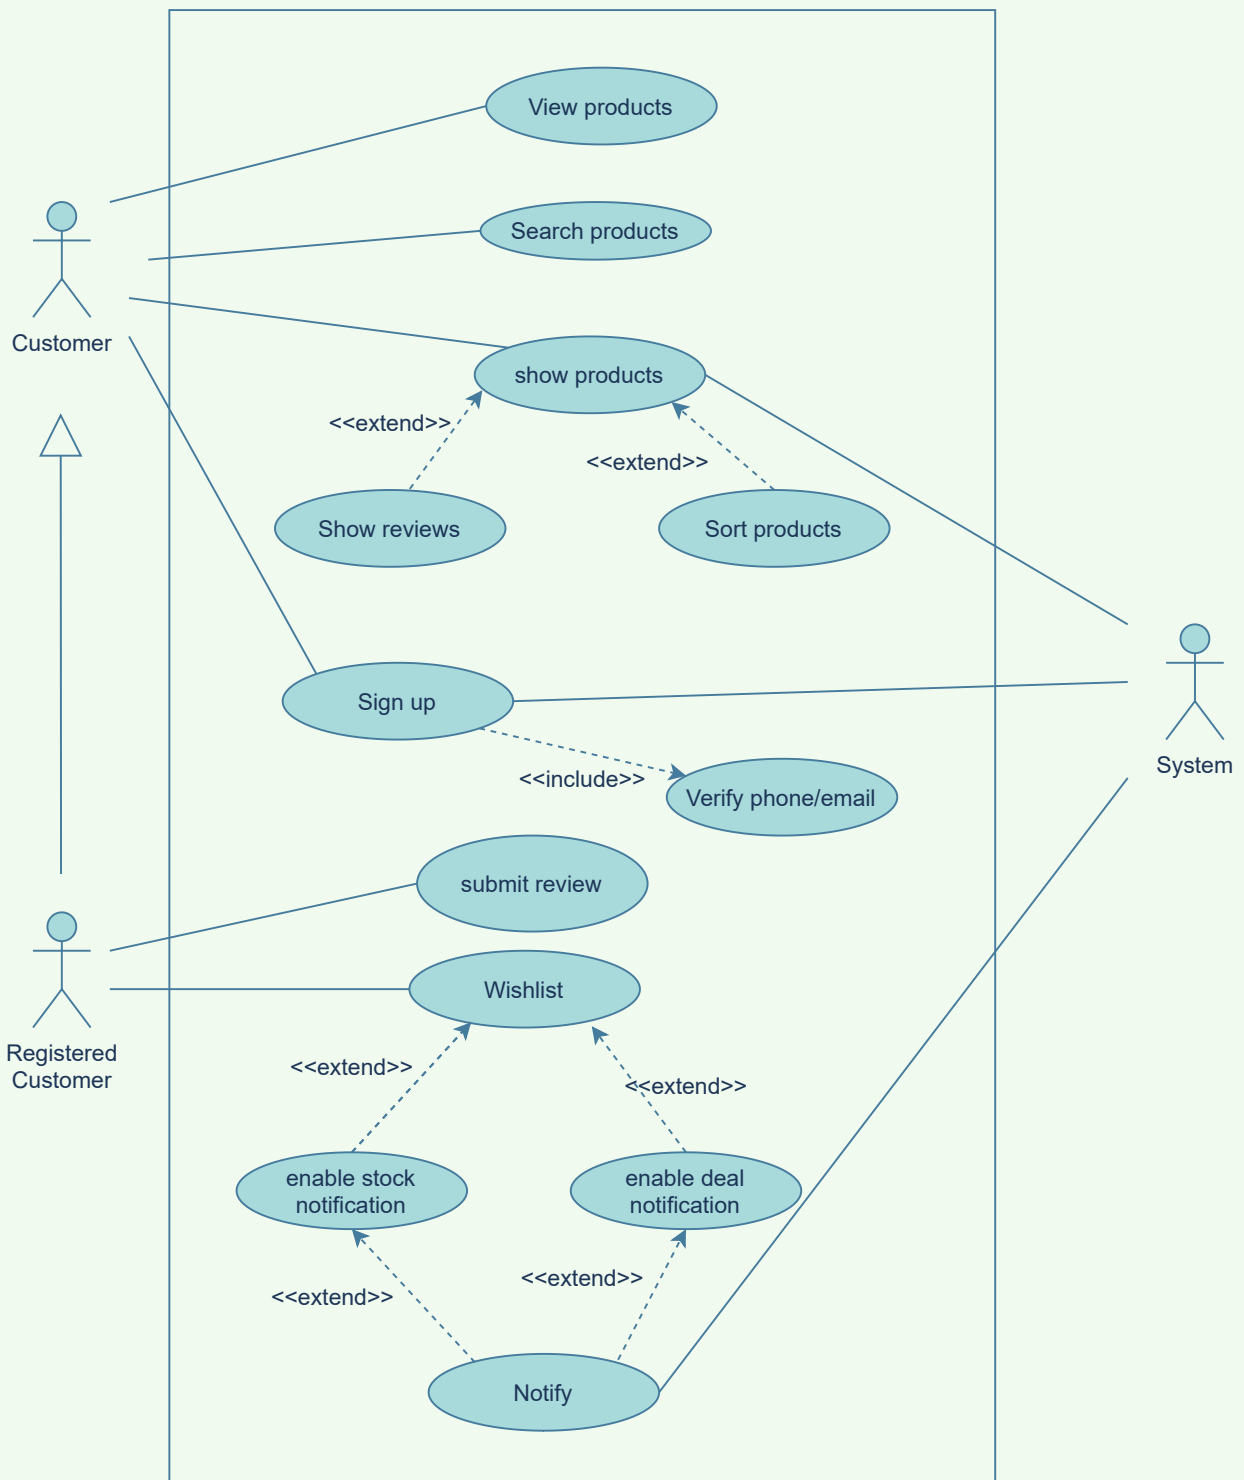 View products
Search products
Customer
show products
<<extend>>
<<extend>>
Show reviews
Sort products
Sign up
System
<<include>>
Verify phone/email
submit review
Wishlist
Registered
Customer
<<extend>>
<<extend>>
enable stock
notification
enable deal
notification
<<extend>>
<<extend>>
Notify